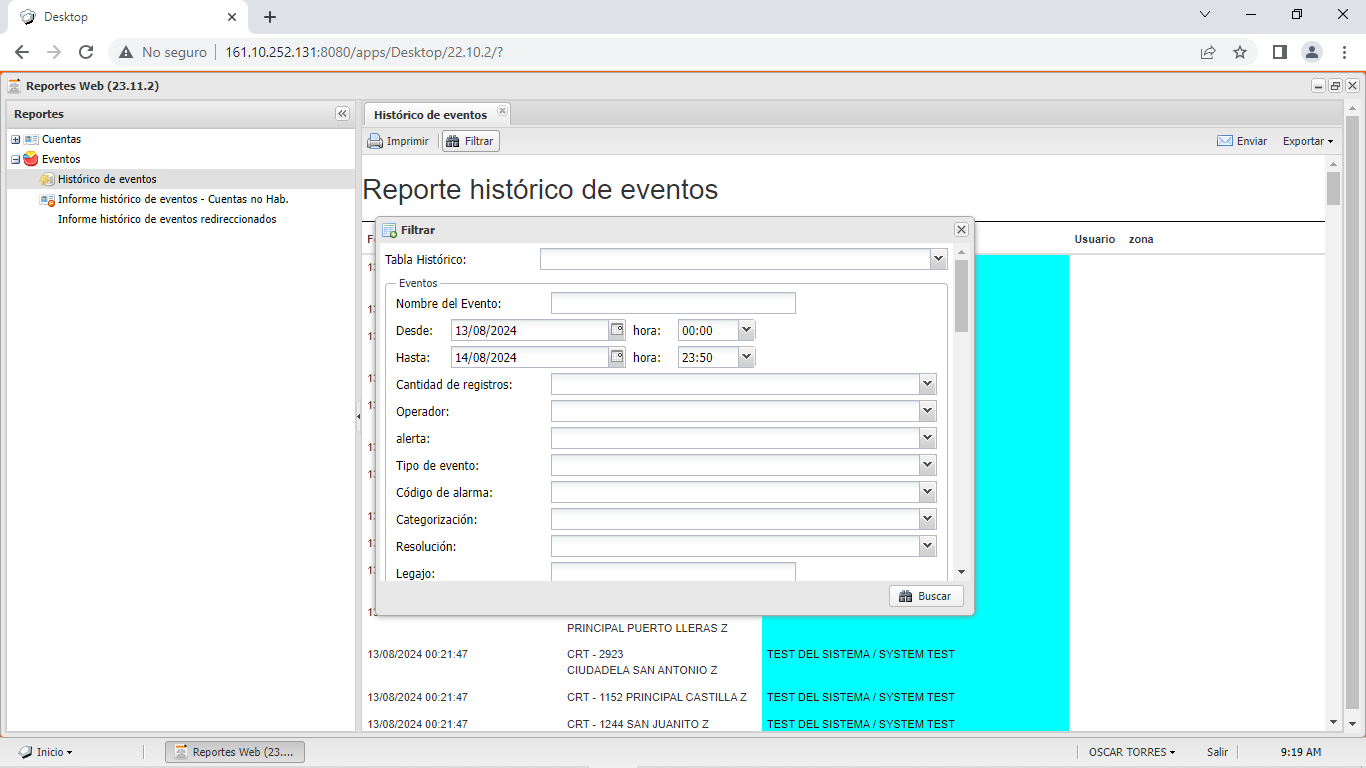 Desktop
No seguro
161.10.252.131:8080/apps/Desktop/22.10.2/?
Reportes Web (23.11.2)
Reportes
Cuentas
Eventos
Histórico de eventos
Informe histórico de eventos - Cuentas no Hab.
Informe histórico de eventos redireccionados
Histórico de eventos
Imprimir
Filtrar
Enviar
Exportar
Reporte histórico de eventos
Usuario zona
Filtrar
Tabla Histórico:
Eventos
Nombre del Evento:
Desde: 13/08/2024 hora: 00:00
Hasta: 14/08/2024 hora: 23:50
Cantidad de registros:
Operador:
alerta:
Tipo de evento:
Código de alarma:
Categorización:
Resolución:
Legajo:
Buscar
PRINCIPAL PUERTO LLERAS Z
13/08/2024 00:21:47 CRT - 2923 TEST DEL SISTEMA / SYSTEM TEST
CIUDADELA SAN ANTONIO Z
13/08/2024 00:21:47 CRT - 1152 PRINCIPAL CASTILLA Z TEST DEL SISTEMA / SYSTEM TEST
13/08/2024 00:21:47 CRT - 1244 SAN JUANITO Z TEST DEL SISTEMA / SYSTEM TEST
Inicio
Reportes Web (23....
OSCAR TORRES
Salir
9:19 AM